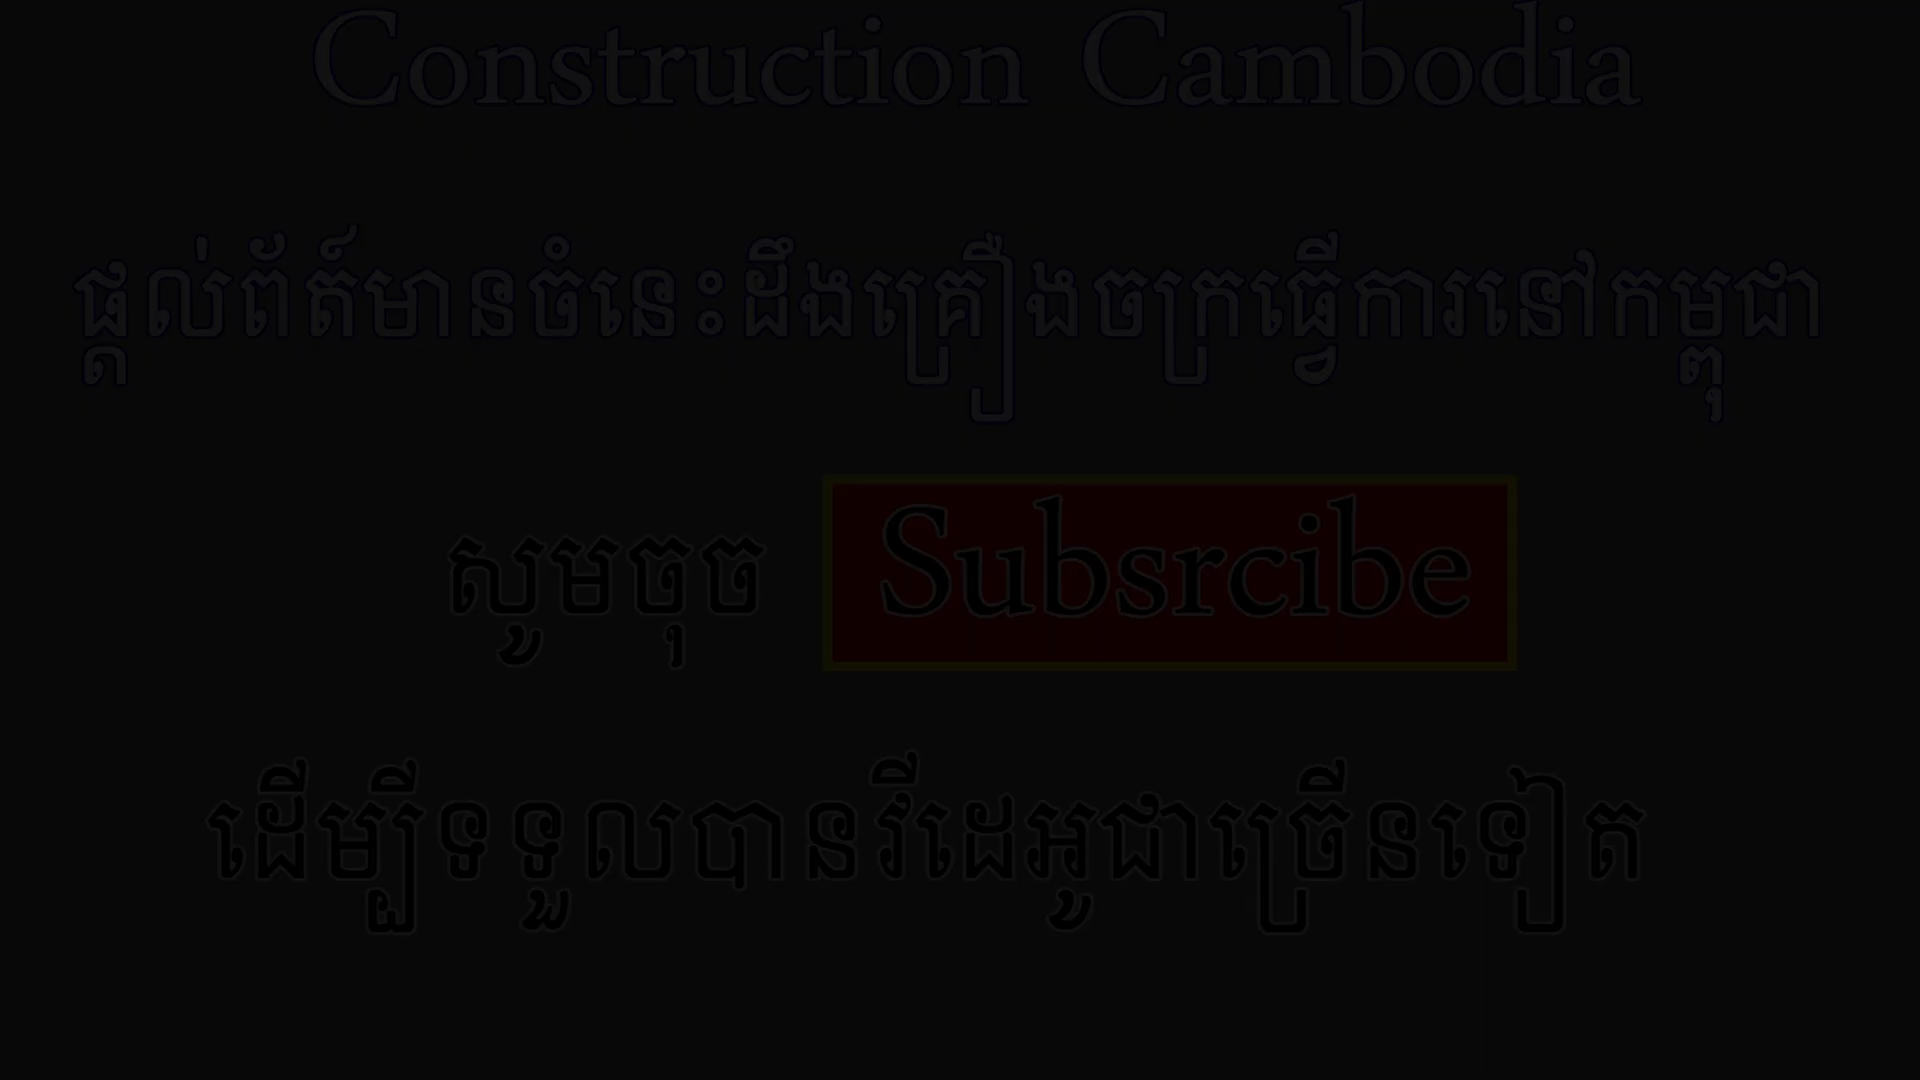 Construction Cambodia
ផ្តល់ព័ត៍មានចំនេះដឹងគ្រឿងចក្រធ្វើការនៅកម្ពុជា
សូមចុច Subsrcibe
ដើម្បីទទួលបានវីដេអូជាច្រើនទៀត